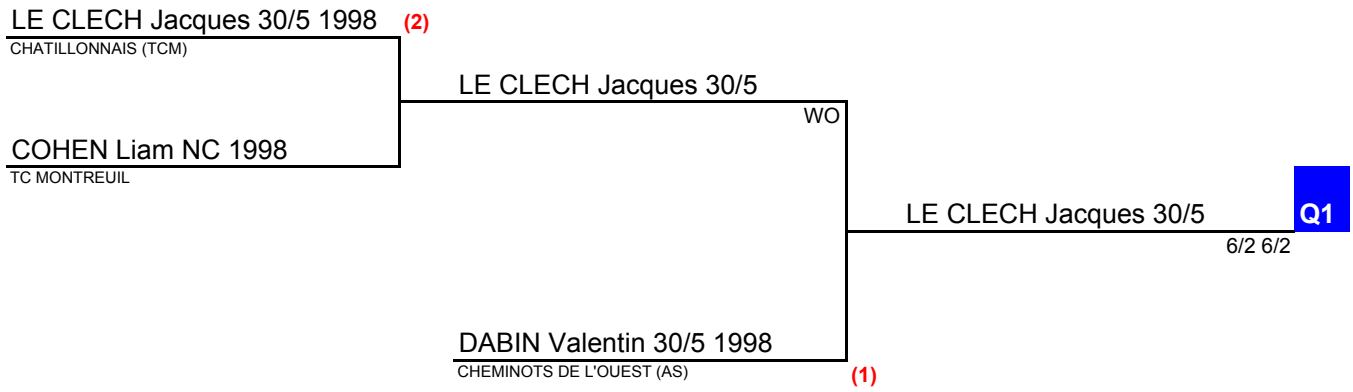 LE CLECH Jacques 30/5 1998 (2)
CHATILLONNAIS (TCM)
LE CLECH Jacques 30/5
WO
COHEN Liam NC 1998
TC MONTREUIL
LE CLECH Jacques 30/5 Q1
6/2 6/2
DABIN Valentin 30/5 1998
CHEMINOTS DE L'OUEST (AS) (1)